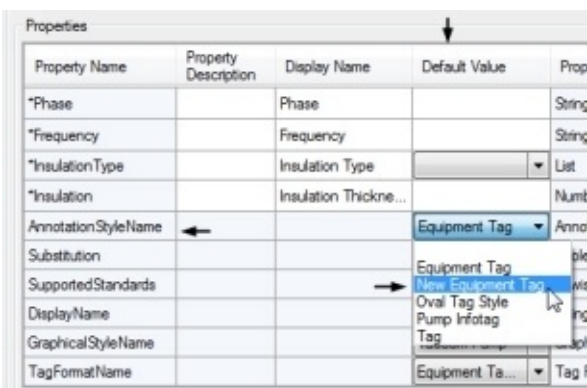 Properties
Property Name Property Description Display Name Default Value Prop
*Phase Phase String
*Frequency Frequency String
*InsulationType Insulation Type List
*Insulation Insulation Thickne... Numb
AnnotationStyleName Equipment Tag Anno
Substitution
Equipment Tag
SupportedStandards New Equipment Tag
DisplayName Oval Tag Style
Pump Infotag
GraphicalStyleName Tag
TagFormatName Equipment Ta... Tag